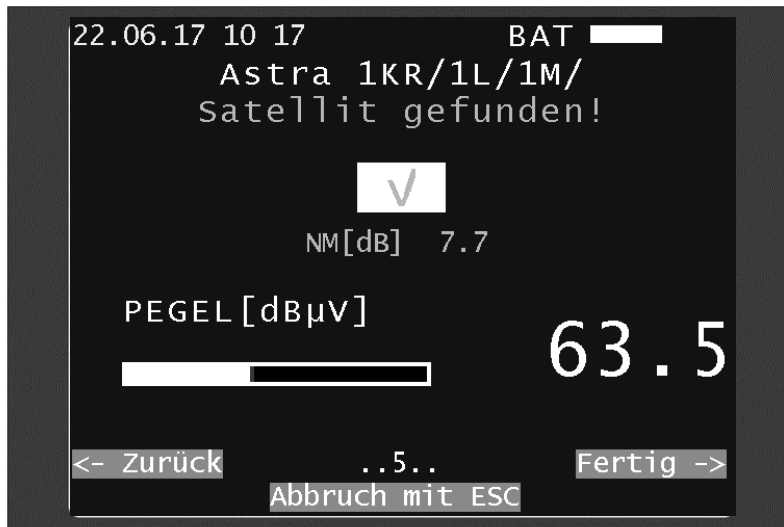 22.06.17 10 17 BAT
Astra 1KR/1L/1M/
Satellit gefunden!
√
NM[dB] 7.7
PEGEL[dBµV]
63.5
<- Zurück ..5.. Fertig ->
Abbruch mit ESC